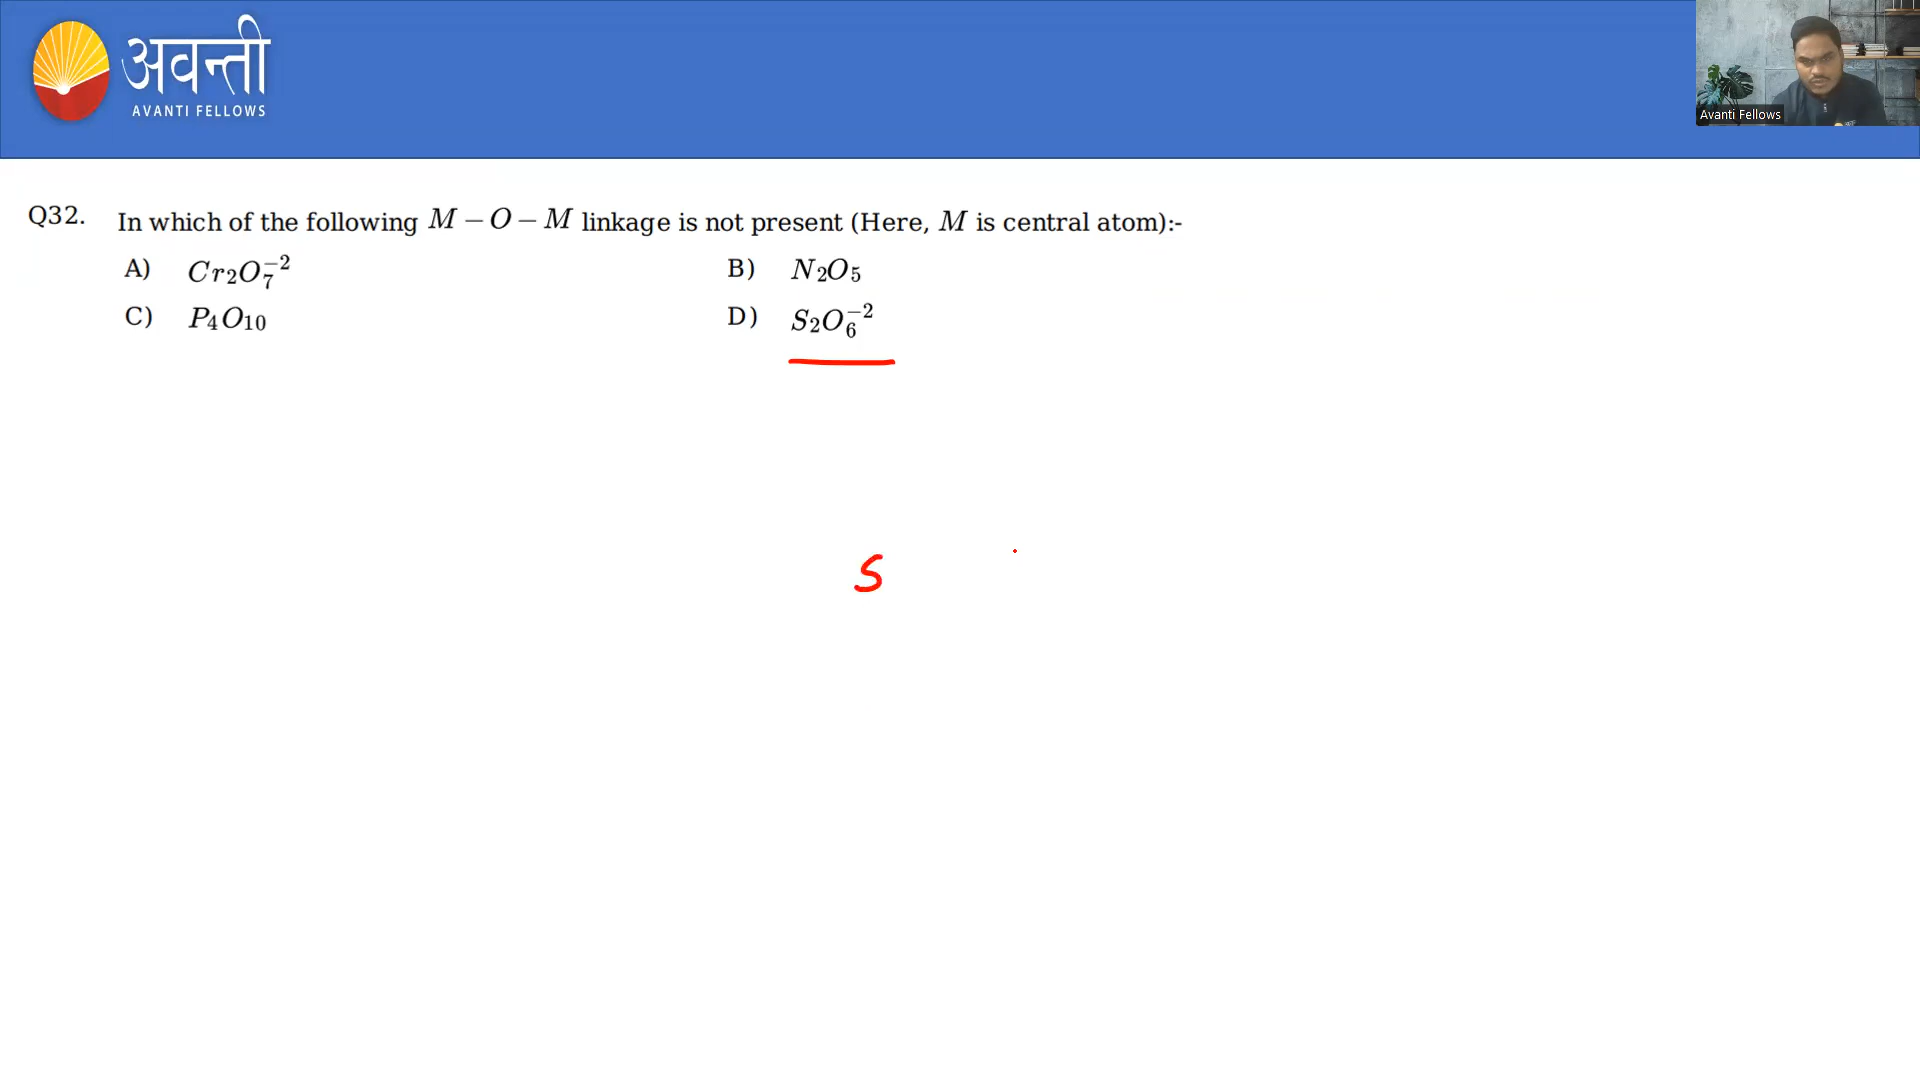 अवन्ती
AVANTI FELLOWS
Avanti Fellows
Q32. In which of the following M – O – M linkage is not present (Here, M is central atom):-
A) Cr₂O₇⁻² B) N₂O₅
C) P₄O₁₀ D) S₂O₆⁻²
S